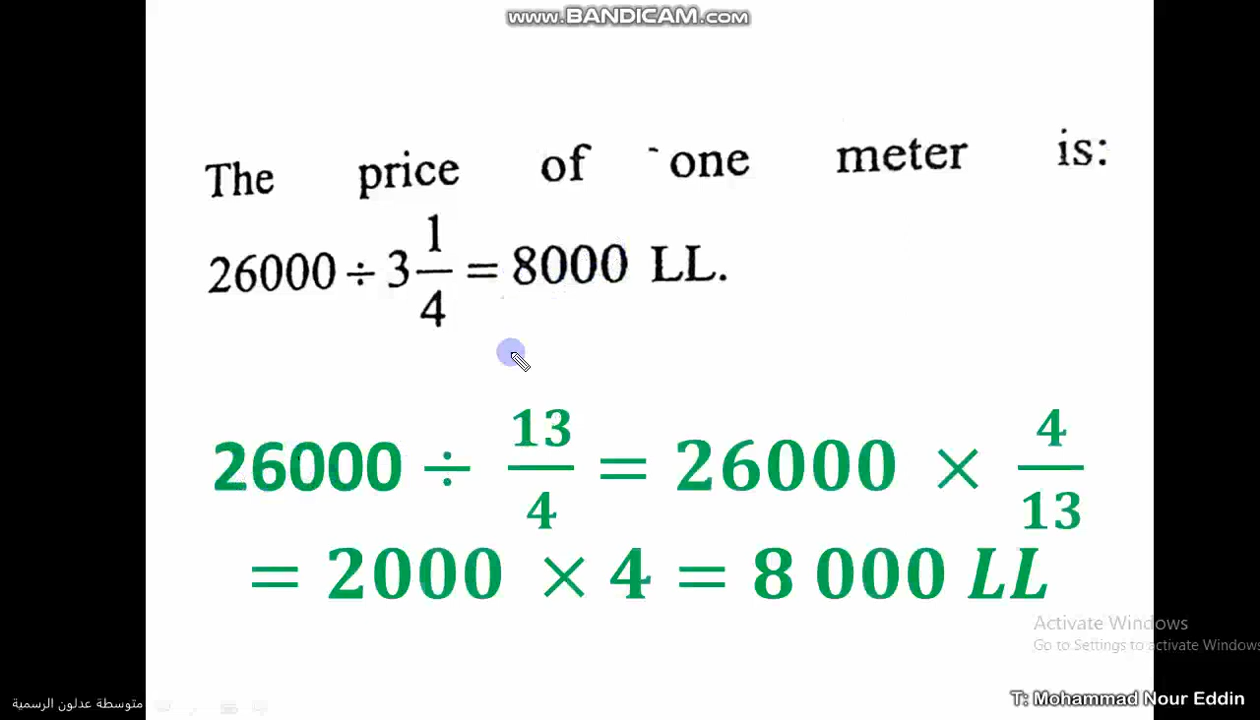 www.BANDICAM.com
The price of one meter is:
26000 ÷ 3 1/4 = 8000 LL.
26000 ÷ 13/4 = 26000 × 4/13
= 2000 × 4 = 8 000 LL
Activate Windows
Go to Settings to activate Windows
متوسطة عدلون الرسمية
T: Mohammad Nour Eddin